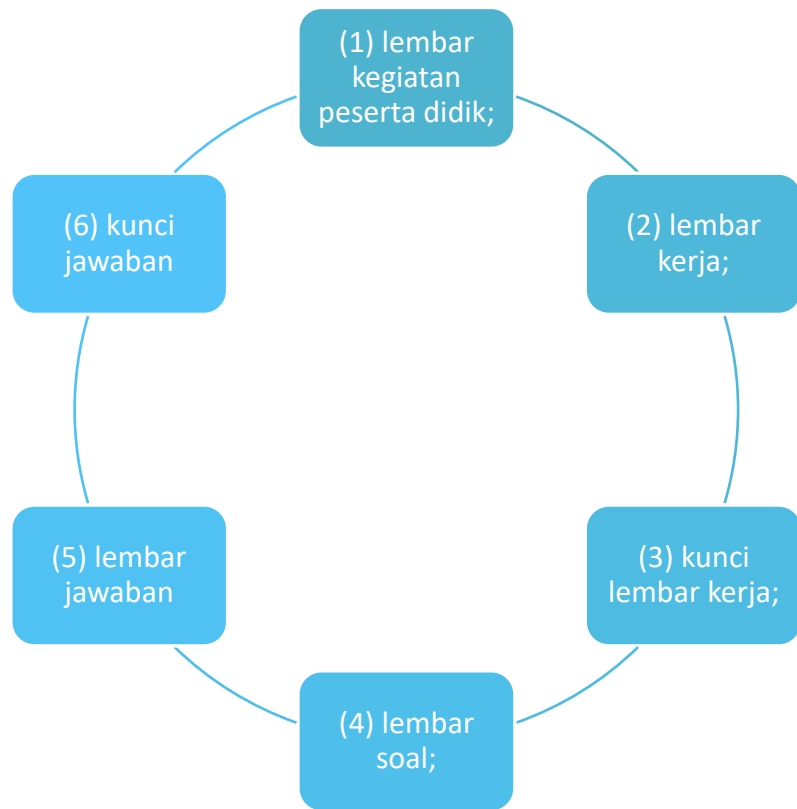 (1) lembar
kegiatan
peserta didik;
(2) lembar
kerja;
(3) kunci
lembar kerja;
(4) lembar
soal;
(5) lembar
jawaban
(6) kunci
jawaban